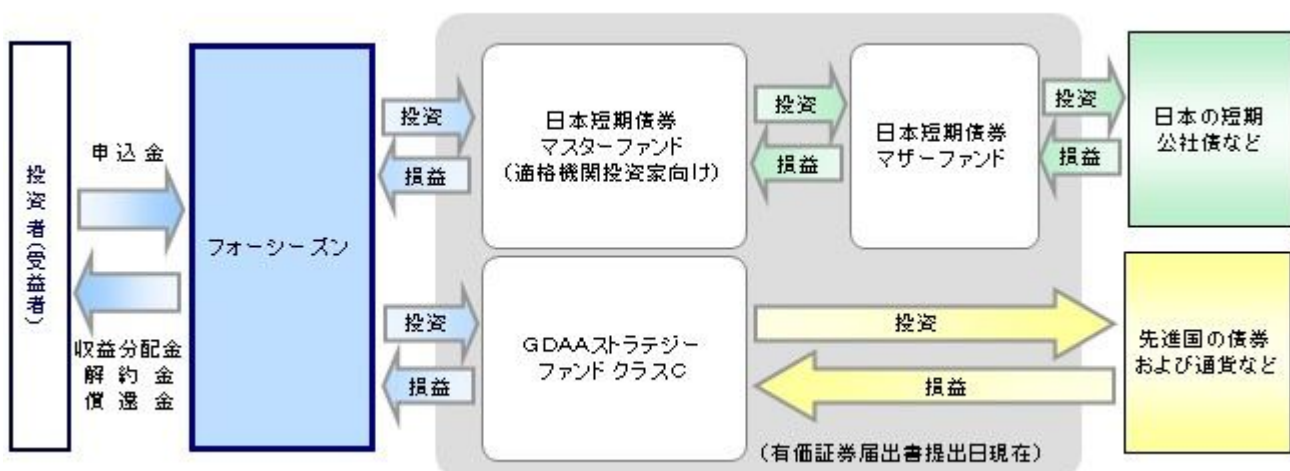 投資者(受益者)
申込金
収益分配金
解約金
償還金
フォーシーズン
投資
損益
日本短期債券
マスターファンド
(適格機関投資家向け)
投資
損益
日本短期債券
マザーファンド
投資
損益
日本の短期
公社債など
投資
損益
GDAAストラテジー
ファンド クラスC
投資
損益
先進国の債券
および通貨など
(有価証券届出書提出日現在)